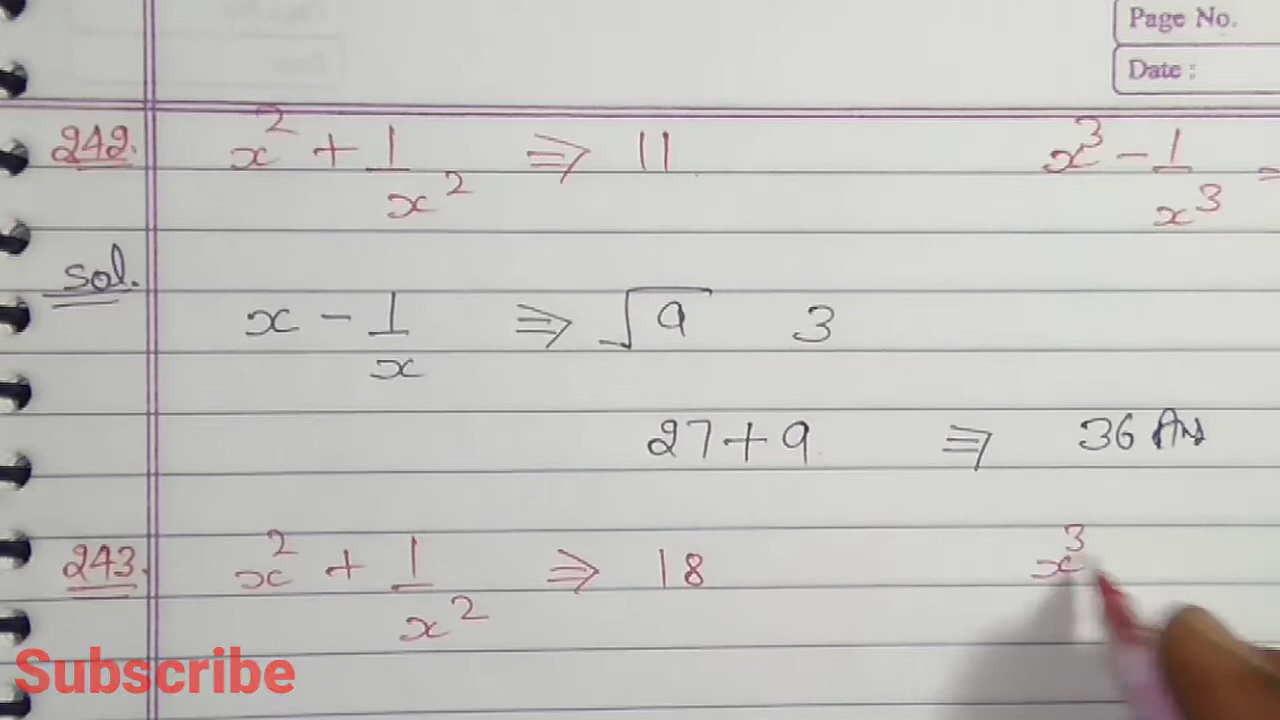 Page No.
Date :
242. x² + 1/x² ⇒ 11 x³ - 1/x³ =
Sol.
x - 1/x ⇒ √9 3
27+9 ⇒ 36 Ans
243. x² + 1/x² ⇒ 18 x³
Subscribe